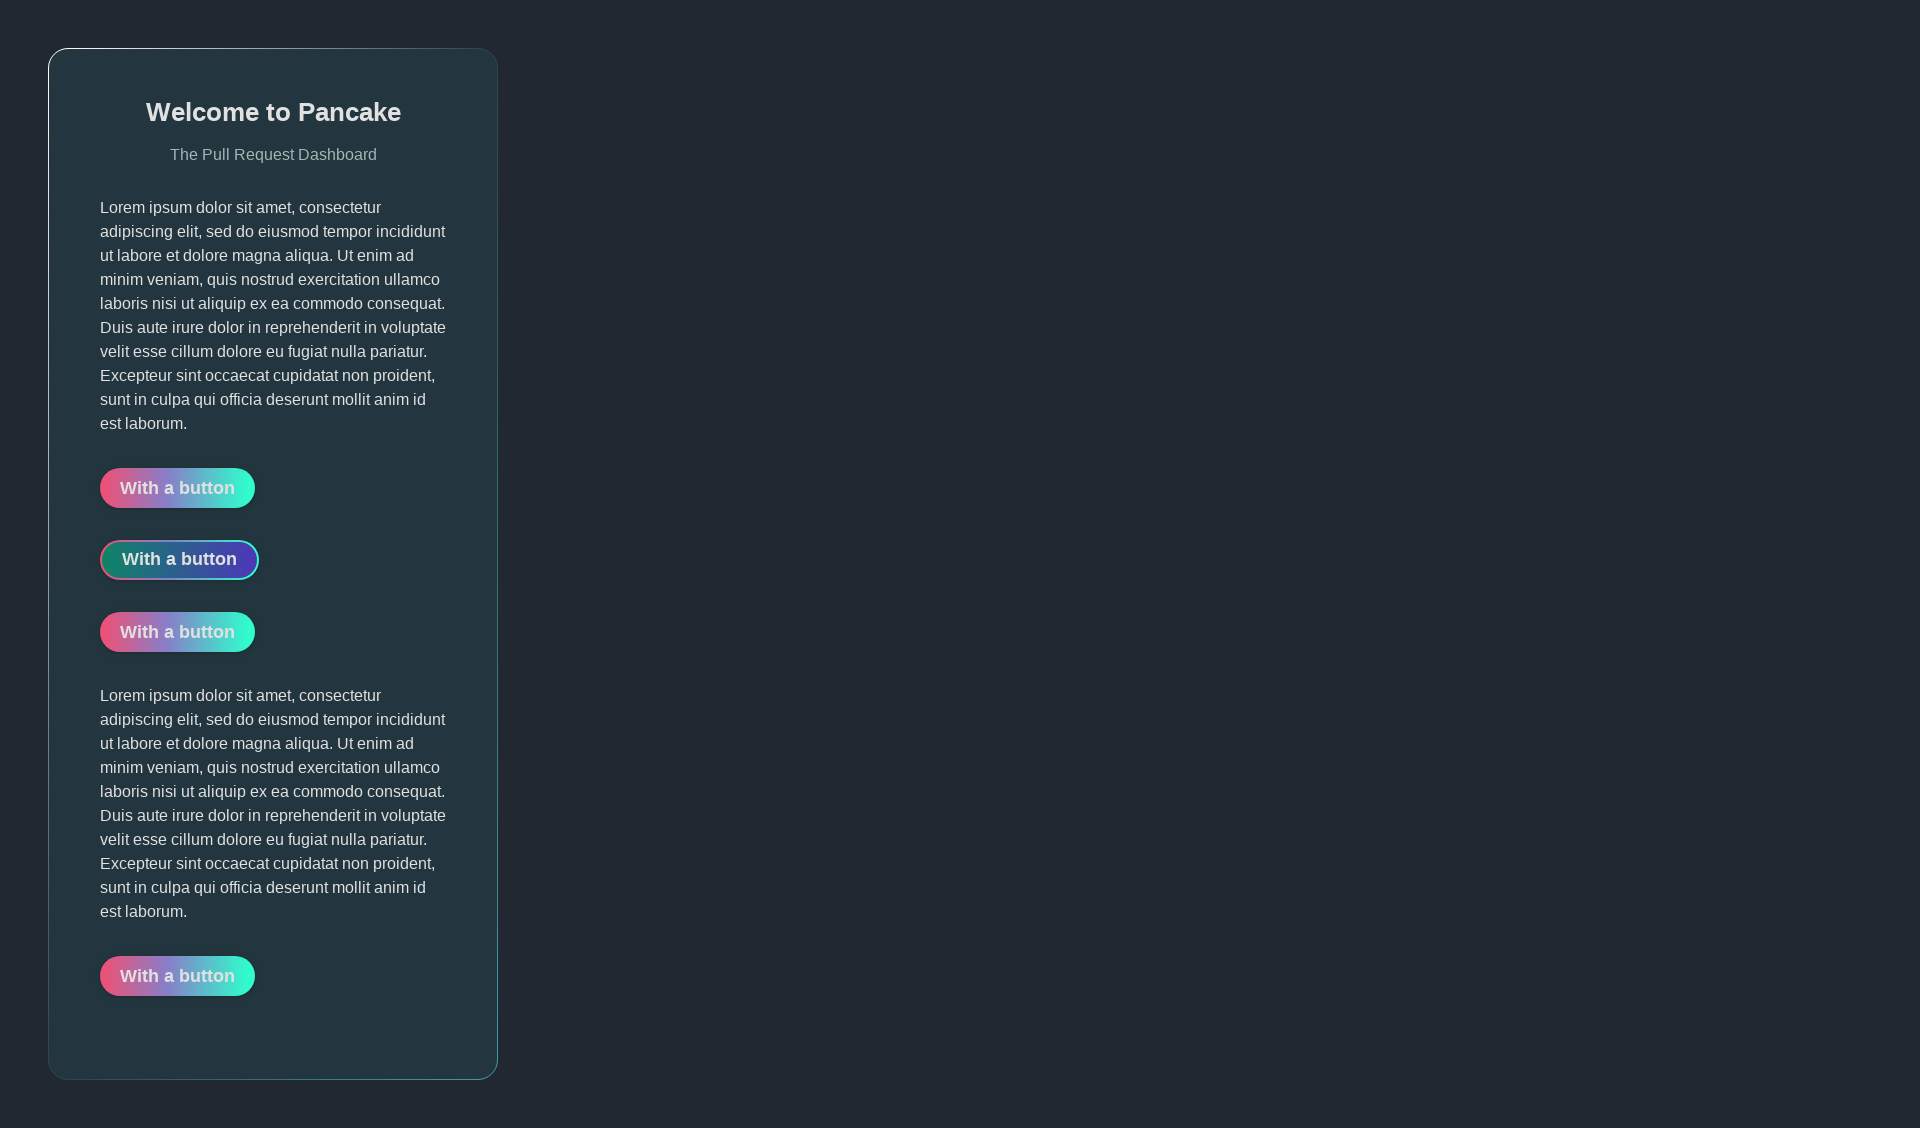 Welcome to Pancake
The Pull Request Dashboard
Lorem ipsum dolor sit amet, consectetur
adipiscing elit, sed do eiusmod tempor incididunt
ut labore et dolore magna aliqua. Ut enim ad
minim veniam, quis nostrud exercitation ullamco
laboris nisi ut aliquip ex ea commodo consequat.
Duis aute irure dolor in reprehenderit in voluptate
velit esse cillum dolore eu fugiat nulla pariatur.
Excepteur sint occaecat cupidatat non proident,
sunt in culpa qui officia deserunt mollit anim id
est laborum.
With a button
With a button
With a button
Lorem ipsum dolor sit amet, consectetur
adipiscing elit, sed do eiusmod tempor incididunt
ut labore et dolore magna aliqua. Ut enim ad
minim veniam, quis nostrud exercitation ullamco
laboris nisi ut aliquip ex ea commodo consequat.
Duis aute irure dolor in reprehenderit in voluptate
velit esse cillum dolore eu fugiat nulla pariatur.
Excepteur sint occaecat cupidatat non proident,
sunt in culpa qui officia deserunt mollit anim id
est laborum.
With a button